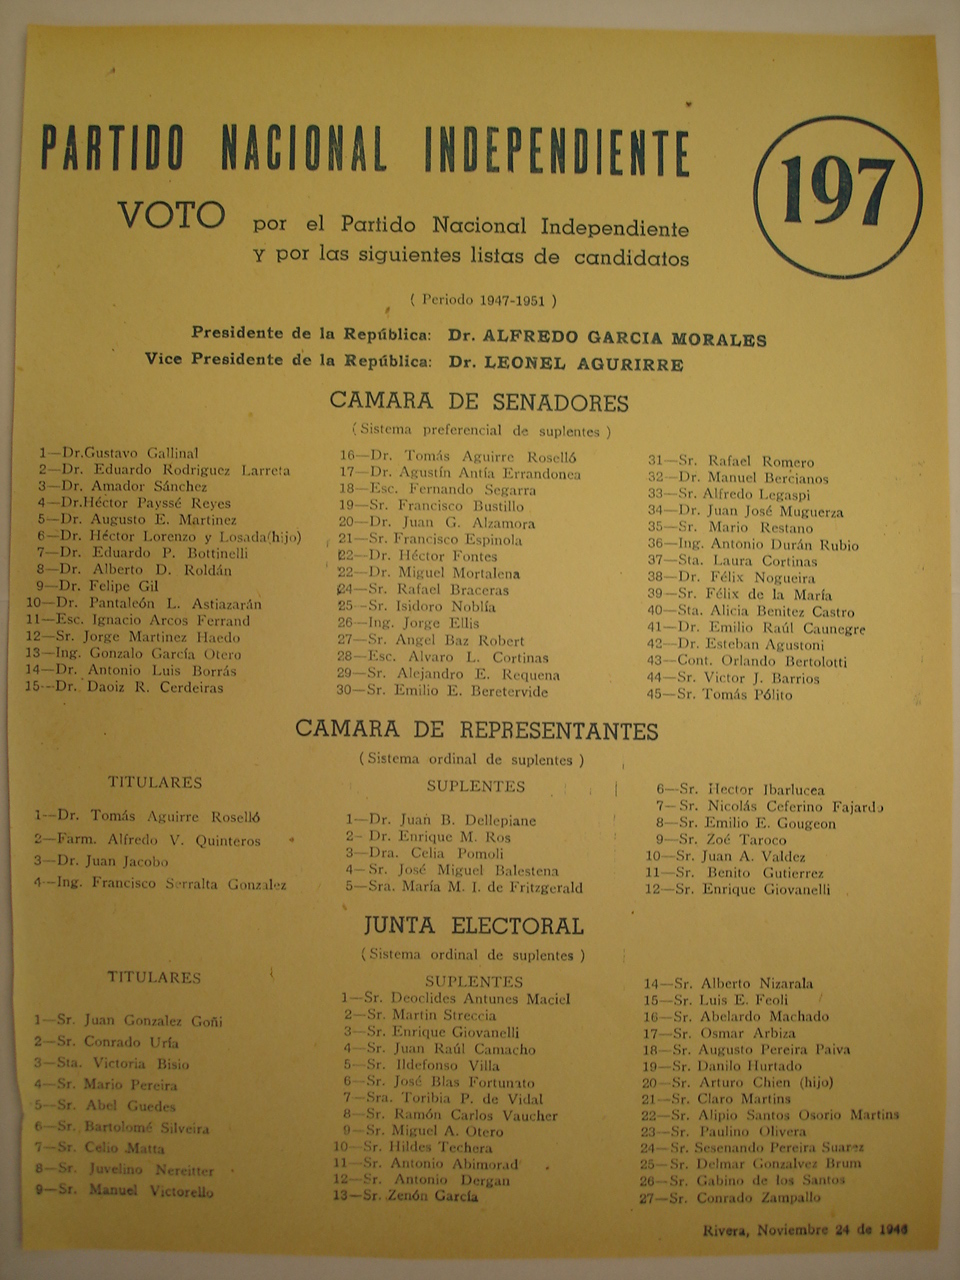 PARTIDO NACIONAL INDEPENDIENTE
197
VOTO por el Partido Nacional Independiente
y por las siguientes listas de candidatos
( Periodo 1947-1951 )
Presidente de la República: Dr. ALFREDO GARCIA MORALES
Vice Presidente de la República: Dr. LEONEL AGURIRRE
CAMARA DE SENADORES
(Sistema preferencial de suplentes )
1—Dr.Gustavo Gallinal
2—Dr. Eduardo Rodriguez Larreta
3—Dr. Amador Sánchez
4—Dr.Héctor Payssé Reyes
5—Dr. Augusto E. Martinez
6—Dr. Héctor Lorenzo y Losada(hijo)
7—Dr. Eduardo P. Bottinelli
8—Dr. Alberto D. Roldán
9—Dr. Felipe Gil
10—Dr. Pantaleón L. Astiazarán
11—Esc. Ignacio Arcos Ferrand
12—Sr. Jorge Martinez Haedo
13—Ing. Gonzalo García Otero
14—Dr. Antonio Luis Borrás
15—Dr. Daoiz R. Cerdeiras
16—Dr. Tomás Aguirre Roselló
17—Dr. Agustín Antía Errandonea
18—Esc. Fernando Segarra
19—Sr. Francisco Bustillo
20—Dr. Juan G. Alzamora
21—Sr. Francisco Espinola
22—Dr. Héctor Fontes
22—Dr. Miguel Mortalena
24—Sr. Rafael Braceras
25—Sr. Isidoro Noblía
26—Ing. Jorge Ellis
27—Sr. Angel Baz Robert
28—Esc. Alvaro L. Cortinas
29—Sr. Alejandro E. Requena
30—Sr. Emilio E. Beretervide
31—Sr. Rafael Romero
32—Dr. Manuel Bercianos
33—Sr. Alfredo Legaspi
34—Dr. Juan José Muguerza
35—Sr. Mario Restano
36—Ing. Antonio Durán Rubio
37—Sta. Laura Cortinas
38—Dr. Félix Nogueira
39—Sr. Félix de la María
40—Sta. Alicia Benitez Castro
41—Dr. Emilio Raúl Caunegre
42—Dr. Esteban Agustoni
43—Cont. Orlando Bertolotti
44—Sr. Victor J. Barrios
45—Sr. Tomás Pólito
CAMARA DE REPRESENTANTES
(Sistema ordinal de suplentes )
TITULARES
1—Dr. Tomás Aguirre Roselló
2—Farm. Alfredo V. Quinteros
3—Dr. Juan Jacobo
4—Ing. Francisco Serralta Gonzalez
SUPLENTES
1—Dr. Juan B. Dellepiane
2—Dr. Enrique M. Ros
3—Dra. Celia Pomoli
4—Sr. José Miguel Balestena
5—Sra. María M. I. de Fritzgerald
6—Sr. Hector Ibarlucea
7—Sr. Nicolás Ceferino Fajardo
8—Sr. Emilio E. Gougeon
9—Sr. Zoé Taroco
10—Sr. Juan A. Valdez
11—Sr. Benito Gutierrez
12—Sr. Enrique Giovanelli
JUNTA ELECTORAL
(Sistema ordinal de suplentes )
TITULARES
1—Sr. Juan Gonzalez Goñi
2—Sr. Conrado Uría
3—Sta. Victoria Bisio
4—Sr. Mario Pereira
5—Sr. Abel Guedes
6—Sr. Bartolomé Silveira
7—Sr. Celio Matta
8—Sr. Juvelino Nereitter
9—Sr. Manuel Victorello
SUPLENTES
1—Sr. Deoclides Antunes Maciel
2—Sr. Martin Streccia
3—Sr. Enrique Giovanelli
4—Sr. Juan Raúl Camacho
5—Sr. Ildefonso Villa
6—Sr. José Blas Fortunato
7—Sra. Toribia P. de Vidal
8—Sr. Ramón Carlos Vaucher
9—Sr. Miguel A. Otero
10—Sr. Hildes Techera
11—Sr. Antonio Abimorad
12—Sr. Antonio Dergan
13—Sr. Zenón García
14—Sr. Alberto Nizarala
15—Sr. Luis E. Feoli
16—Sr. Abelardo Machado
17—Sr. Osmar Arbiza
18—Sr. Augusto Pereira Paiva
19—Sr. Danilo Hurtado
20—Sr. Arturo Chien (hijo)
21—Sr. Claro Martins
22—Sr. Alipio Santos Osorio Martins
23—Sr. Paulino Olivera
24—Sr. Sesenando Pereira Suarez
25—Sr. Delmar Gonzalvez Brum
26—Sr. Gabino de los Santos
27—Sr. Conrado Zampallo
Rivera, Noviembre 24 de 1946